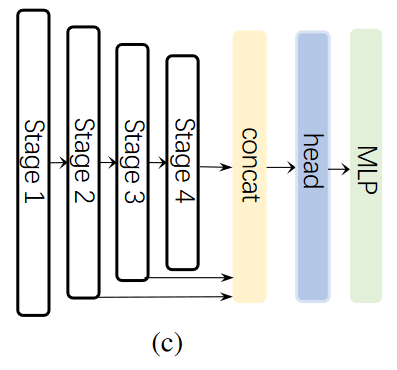 Stage 1
Stage 2
Stage 3
Stage 4
concat
head
MLP
(c)